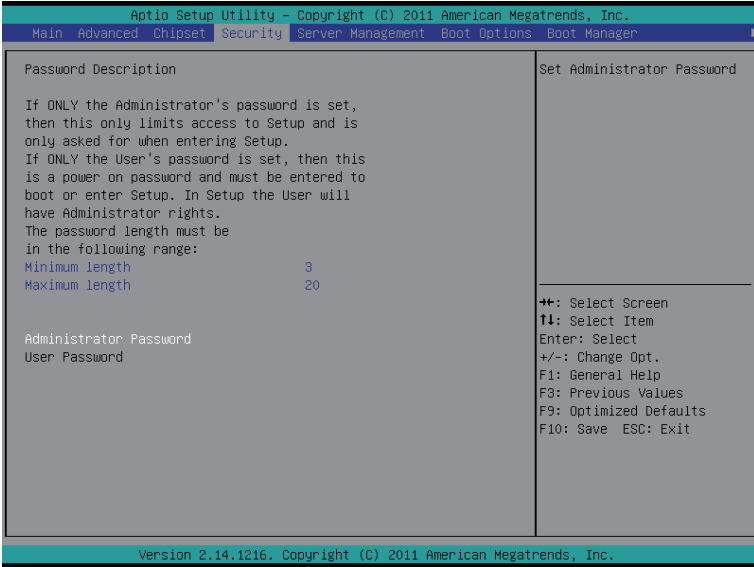 Aptio Setup Utility – Copyright (C) 2011 American Megatrends, Inc.
Main Advanced Chipset Security Server Management Boot Options Boot Manager
Password Description
If ONLY the Administrator's password is set,
then this only limits access to Setup and is
only asked for when entering Setup.
If ONLY the User's password is set, then this
is a power on password and must be entered to
boot or enter Setup. In Setup the User will
have Administrator rights.
The password length must be
in the following range:
Minimum length 3
Maximum length 20
Administrator Password
User Password
Set Administrator Password
→←: Select Screen
↑↓: Select Item
Enter: Select
+/-: Change Opt.
F1: General Help
F3: Previous Values
F9: Optimized Defaults
F10: Save ESC: Exit
Version 2.14.1216. Copyright (C) 2011 American Megatrends, Inc.